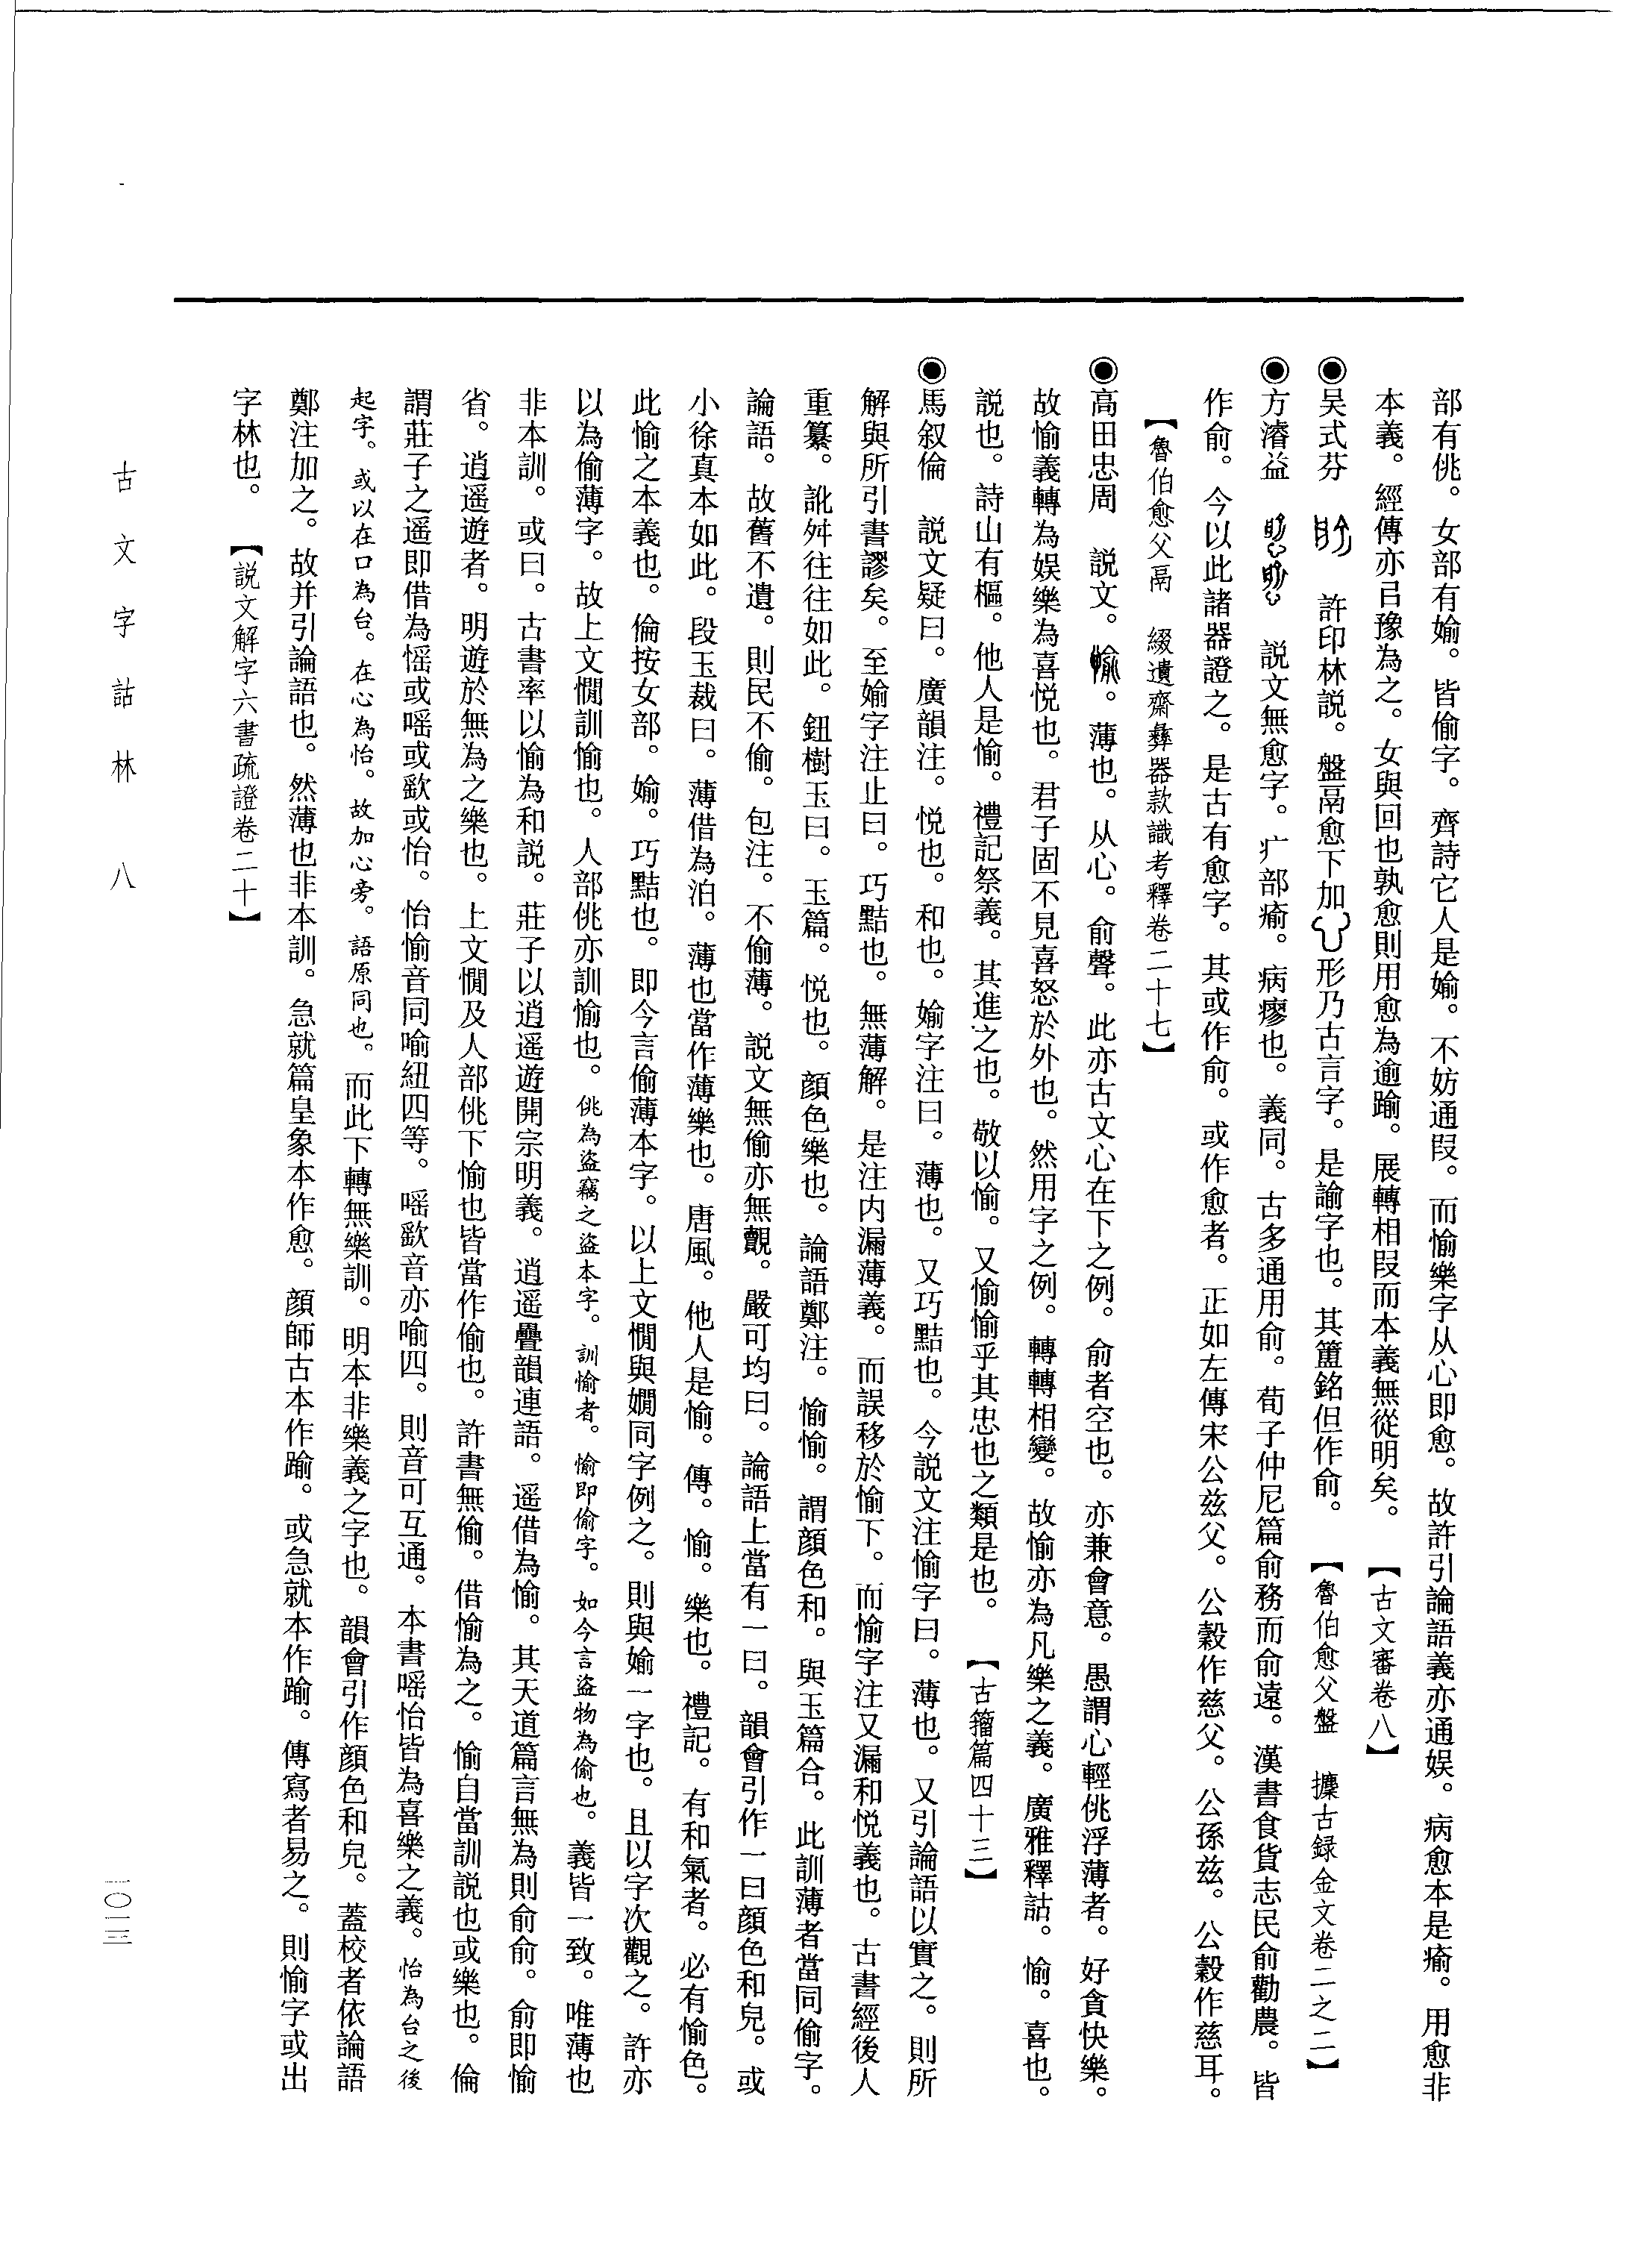 部有佻。女部有媮。皆偷字。齊詩它人是媮。不妨通叚。而愉樂字从心即愈。故許引論語義亦通娱。病愈本是瘉。用愈非
本義。經傳亦㠯豫為之。女與回也孰愈則用愈為逾踰。展轉相叚而本義無從明矣。【古文審卷八】
◉吴式芬　許印林說。盤鬲愈下加形乃古言字。是諭字也。其簠銘但作俞。【魯伯愈父盤　攗古録金文卷二之二】
◉方濬益　説文無愈字。疒部瘉。病瘳也。義同。古多通用俞。荀子仲尼篇俞務而俞遠。漢書食貨志民俞勸農。皆
作俞。今以此諸器證之。是古有愈字。其或作俞。或作愈者。正如左傳宋公兹父。公穀作慈父。公孫兹。公穀作慈耳。
【魯伯愈父鬲　綴遺齋彝器款識考釋卷二十七】
◉高田忠周　説文。。薄也。从心。俞聲。此亦古文心在下之例。俞者空也。亦兼會意。愚謂心輕佻浮薄者。好貪快樂。
故愉義轉為娱樂為喜悦也。君子固不見喜怒於外也。然用字之例。轉轉相變。故愉亦為凡樂之義。廣雅釋詁。愉。喜也。
説也。詩山有樞。他人是愉。禮記祭義。其進之也。敬以愉。又愉愉乎其忠也之類是也。【古籀篇四十三】
◉馬叙倫　説文疑曰。廣韻注。悦也。和也。媮字注曰。薄也。又巧黠也。今説文注愉字曰。薄也。又引論語以實之。則所
解與所引書謬矣。至媮字注止曰。巧黠也。無薄解。是注内漏薄義。而誤移於愉下。而愉字注又漏和悦義也。古書經後人
重纂。訛舛往往如此。鈕樹玉曰。玉篇。悦也。顔色樂也。論語鄭注。愉愉。謂顔色和。與玉篇合。此訓薄者當同偷字。
論語。故舊不遺。則民不偷。包注。不偷薄。説文無偷亦無覿。嚴可均曰。論語上當有一曰。韻會引作一曰顔色和皃。或
小徐真本如此。段玉裁曰。薄借為泊。薄也當作薄樂也。唐風。他人是愉。傳。愉。樂也。禮記。有和氣者。必有愉色。
此愉之本義也。倫按女部。媮。巧黠也。即今言偷薄本字。以上文憪與嫺同字例之。則與媮一字也。且以字次觀之。許亦
以為偷薄字。故上文憪訓愉也。人部佻亦訓愉也。佻為盜竊之盜本字。訓愉者。愉即偷字。如今言盜物為偷也。義皆一致。唯薄也
非本訓。或曰。古書率以愉為和説。莊子以逍遥遊開宗明義。逍遥疊韻連語。遥借為愉。其天道篇言無為則俞俞。俞即愉
省。逍遥遊者。明遊於無為之樂也。上文憪及人部佻下愉也皆當作偷也。許書無偷。借愉為之。愉自當訓説也或樂也。倫
謂莊子之遥即借為愮或嗂或歖或怡。怡愉音同喻紐四等。嗂歖音亦喻四。則音可互通。本書嗂怡皆為喜樂之義。怡為台之後
起字。或以在口為台。在心為怡。故加心旁。語原同也。而此下轉無樂訓。明本非樂義之字也。韻會引作顔色和皃。蓋校者依論語
鄭注加之。故并引論語也。然薄也非本訓。急就篇皇象本作愈。顔師古本作踰。或急就本作踰。傳寫者易之。則愉字或出
字林也。【説文解字六書疏證卷二十】
古文字詁林　八
一〇一三